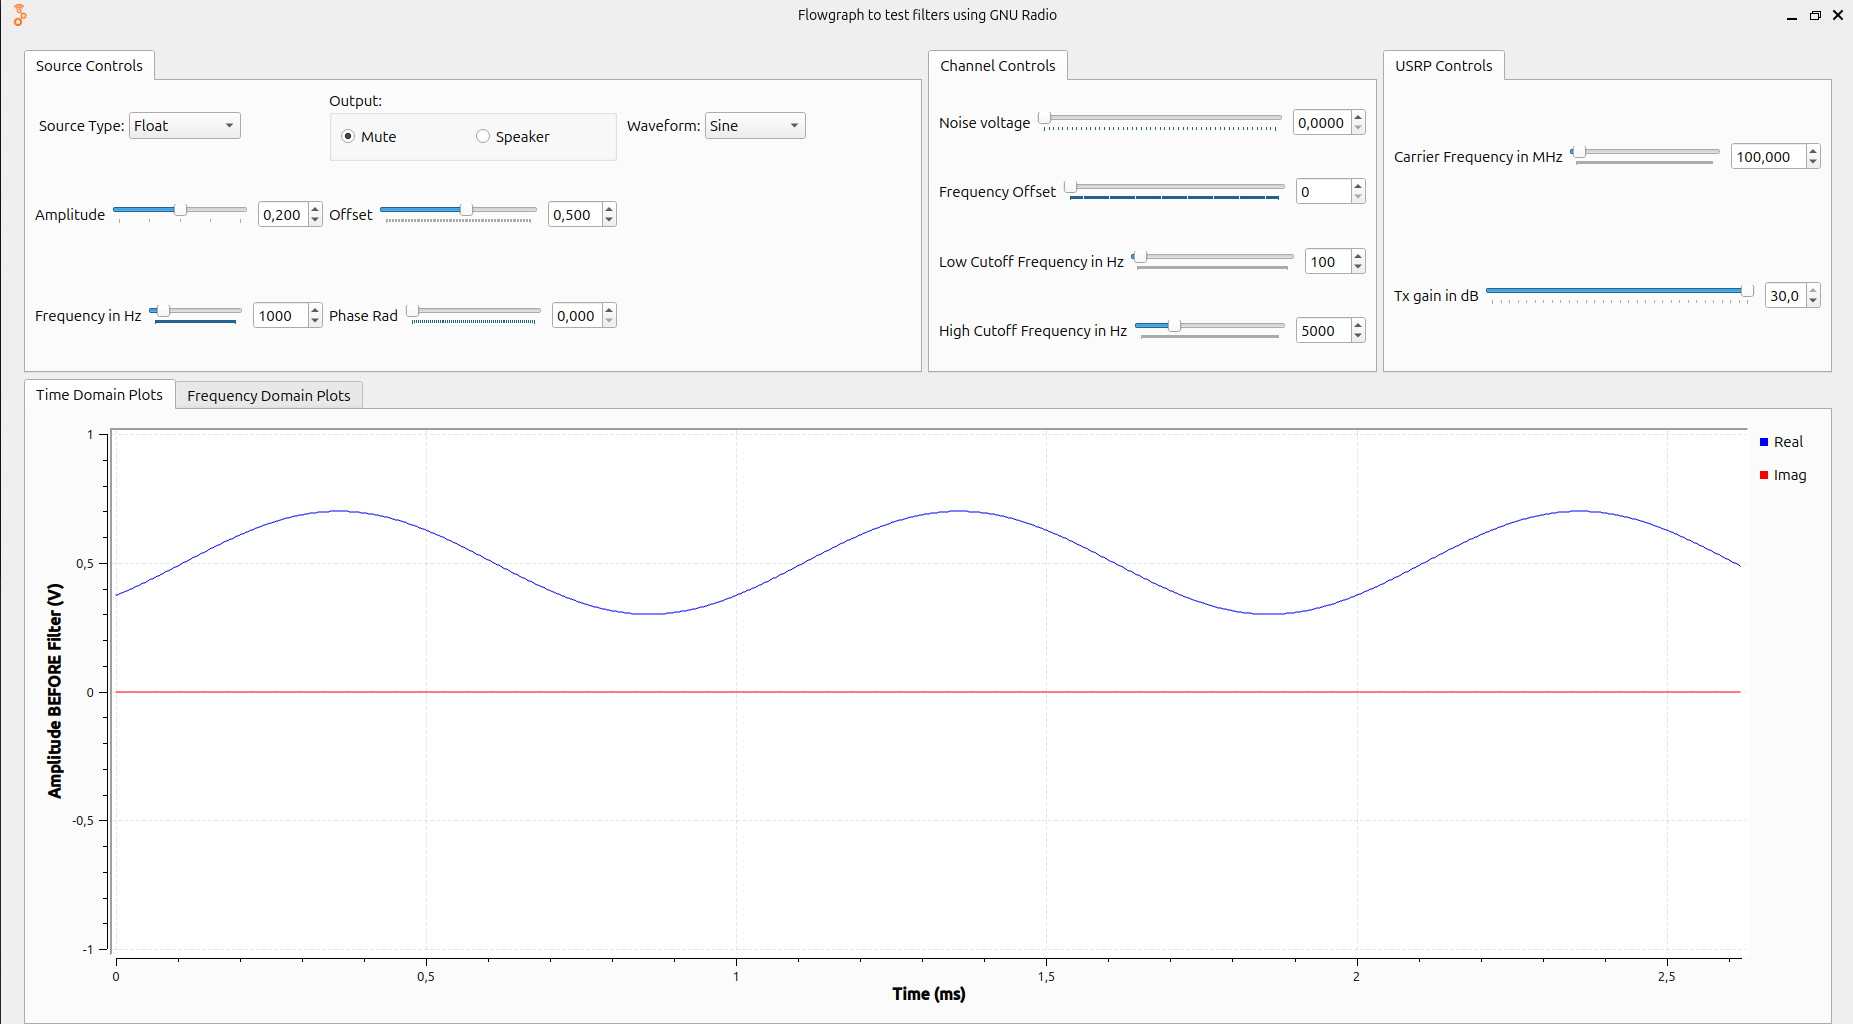 Flowgraph to test filters using GNU Radio
Source Controls
Source Type: Float
Output:
Mute
Speaker
Waveform: Sine
Amplitude 0,200
Offset 0,500
Frequency in Hz 1000
Phase Rad 0,000
Channel Controls
Noise voltage 0,0000
Frequency Offset 0
Low Cutoff Frequency in Hz 100
High Cutoff Frequency in Hz 5000
USRP Controls
Carrier Frequency in MHz 100,000
Tx gain in dB 30,0
Time Domain Plots
Frequency Domain Plots
Amplitude BEFORE Filter (V)
1
0,5
0
-0,5
-1
0
0,5
1
1,5
2
2,5
Time (ms)
Real
Imag